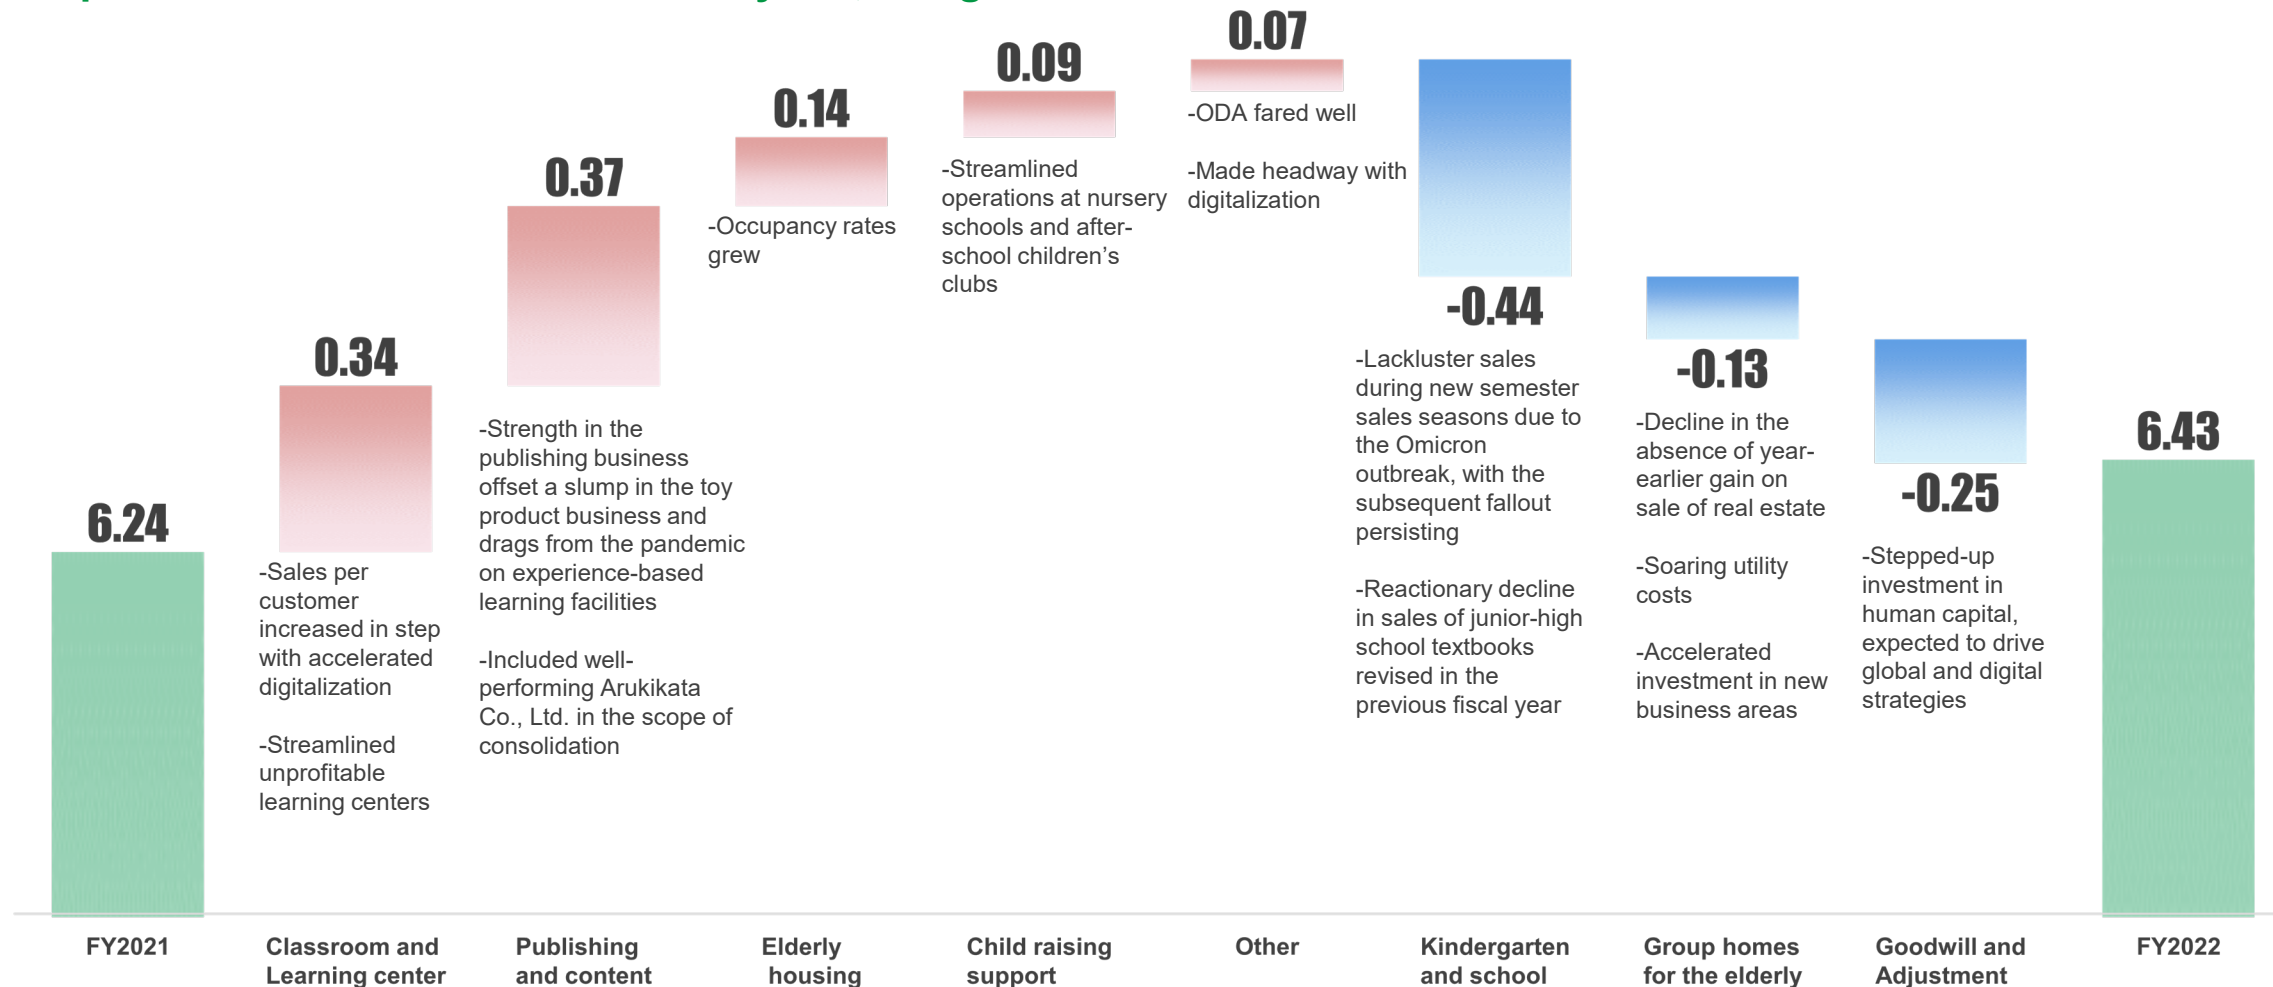 6.24
0.34
-Sales per
customer
increased in step
with accelerated
digitalization
-Streamlined
unprofitable
learning centers
0.37
-Strength in the
publishing business
offset a slump in the toy
product business and
drags from the pandemic
on experience-based
learning facilities
-Included well-
performing Arukikata
Co., Ltd. in the scope of
consolidation
0.14
-Occupancy rates
grew
0.09
-Streamlined
operations at nursery
schools and after-
school children’s
clubs
0.07
-ODA fared well
-Made headway with
digitalization
-0.44
-Lackluster sales
during new semester
sales seasons due to
the Omicron
outbreak, with the
subsequent fallout
persisting
-Reactionary decline
in sales of junior-high
school textbooks
revised in the
previous fiscal year
-0.13
-Decline in the
absence of year-
earlier gain on
sale of real estate
-Soaring utility
costs
-Accelerated
investment in new
business areas
-0.25
-Stepped-up
investment in
human capital,
expected to drive
global and digital
strategies
6.43
FY2021
Classroom and
Learning center
Publishing
and content
Elderly
housing
Child raising
support
Other
Kindergarten
and school
Group homes
for the elderly
Goodwill and
Adjustment
FY2022